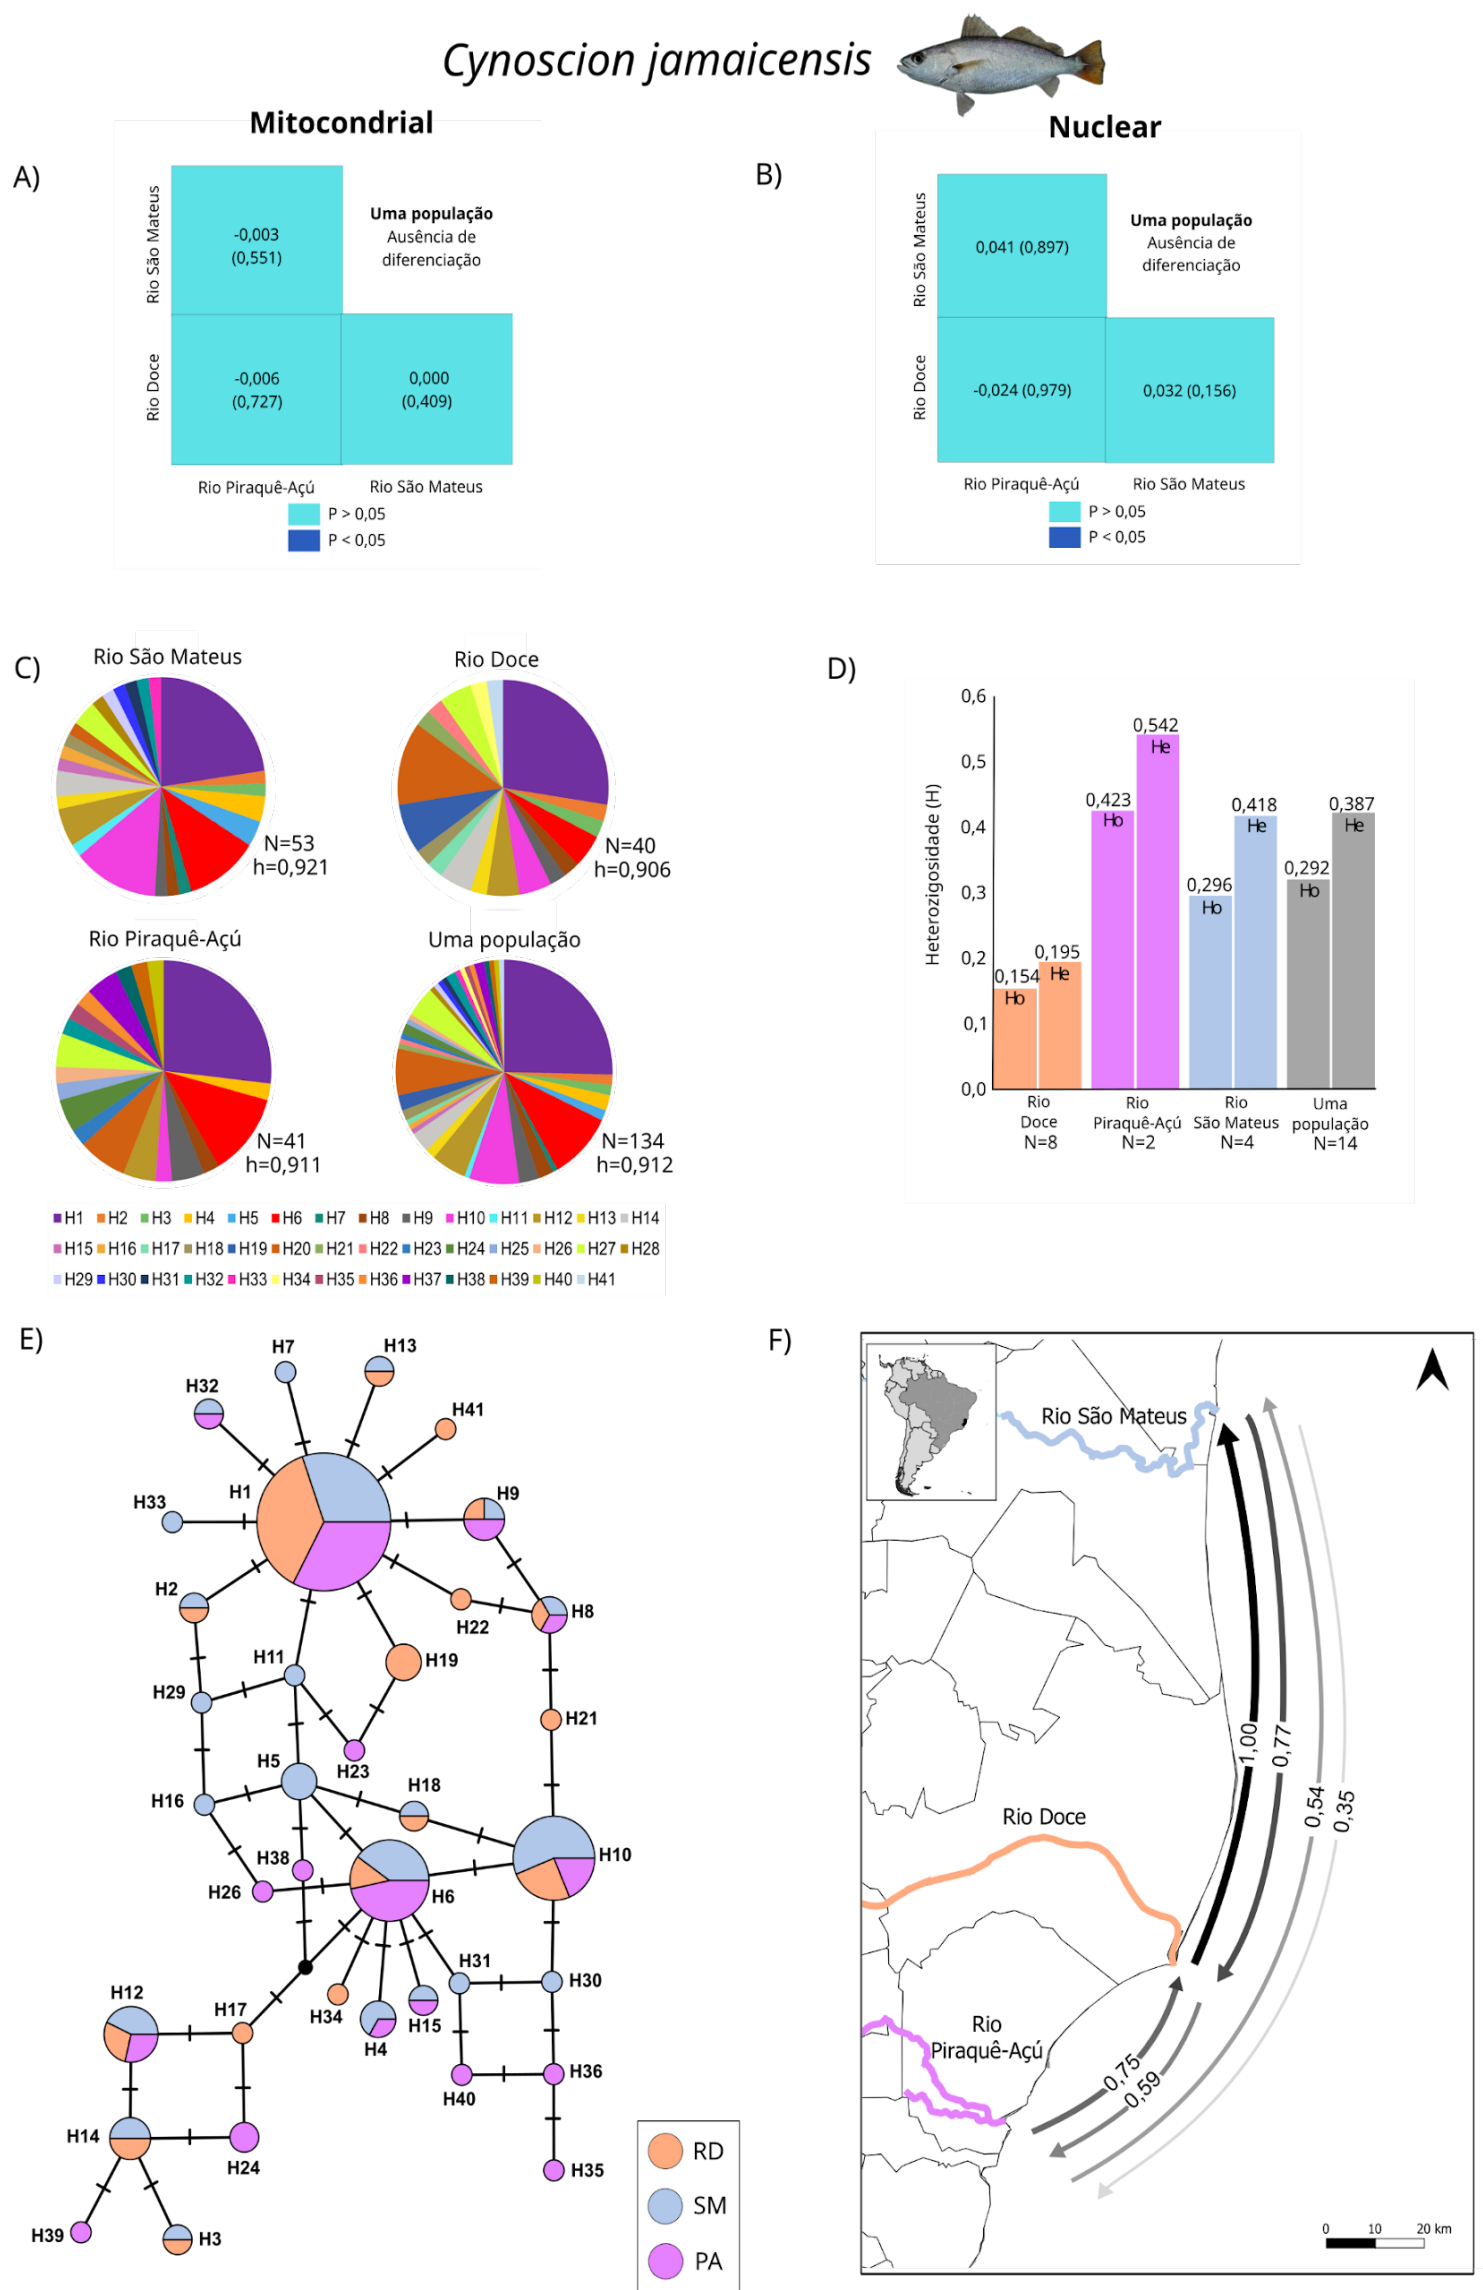 Cynoscion jamaicensis
Mitocondrial
A)
Rio São Mateus
-0,003
(0,551)
Uma população
Ausência de
diferenciação
Rio Doce
-0,006
(0,727)
0,000
(0,409)
Rio Piraquê-Açú
Rio São Mateus
P > 0,05
P < 0,05
Nuclear
B)
Rio São Mateus
0,041 (0,897)
Uma população
Ausência de
diferenciação
Rio Doce
-0,024 (0,979)
0,032 (0,156)
Rio Piraquê-Açú
Rio São Mateus
P > 0,05
P < 0,05
C)
Rio São Mateus
N=53
h=0,921
Rio Doce
N=40
h=0,906
Rio Piraquê-Açú
N=41
h=0,911
Uma população
N=134
h=0,912
H1 H2 H3 H4 H5 H6 H7 H8 H9 H10 H11 H12 H13 H14
H15 H16 H17 H18 H19 H20 H21 H22 H23 H24 H25 H26 H27 H28
H29 H30 H31 H32 H33 H34 H35 H36 H37 H38 H39 H40 H41
D)
Heterozigosidade (H)
0,6
0,5
0,4
0,3
0,2
0,1
0,0
0,154
Ho
0,195
He
0,423
Ho
0,542
He
0,296
Ho
0,418
He
0,292
Ho
0,387
He
Rio
Doce
N=8
Rio
Piraquê-Açú
N=2
Rio
São Mateus
N=4
Uma
população
N=14
E)
H7
H13
H32
H41
H1
H9
H33
H2
H22
H8
H11
H19
H29
H21
H23
H5
H18
H16
H10
H38
H26
H6
H31
H30
H12
H17
H34
H15
H4
H36
H40
H14
H24
H35
H39
H3
RD
SM
PA
F)
Rio São Mateus
1,00
0,77
0,54
0,35
Rio Doce
Rio
Piraquê-Açú
0,75
0,59
0 10 20 km